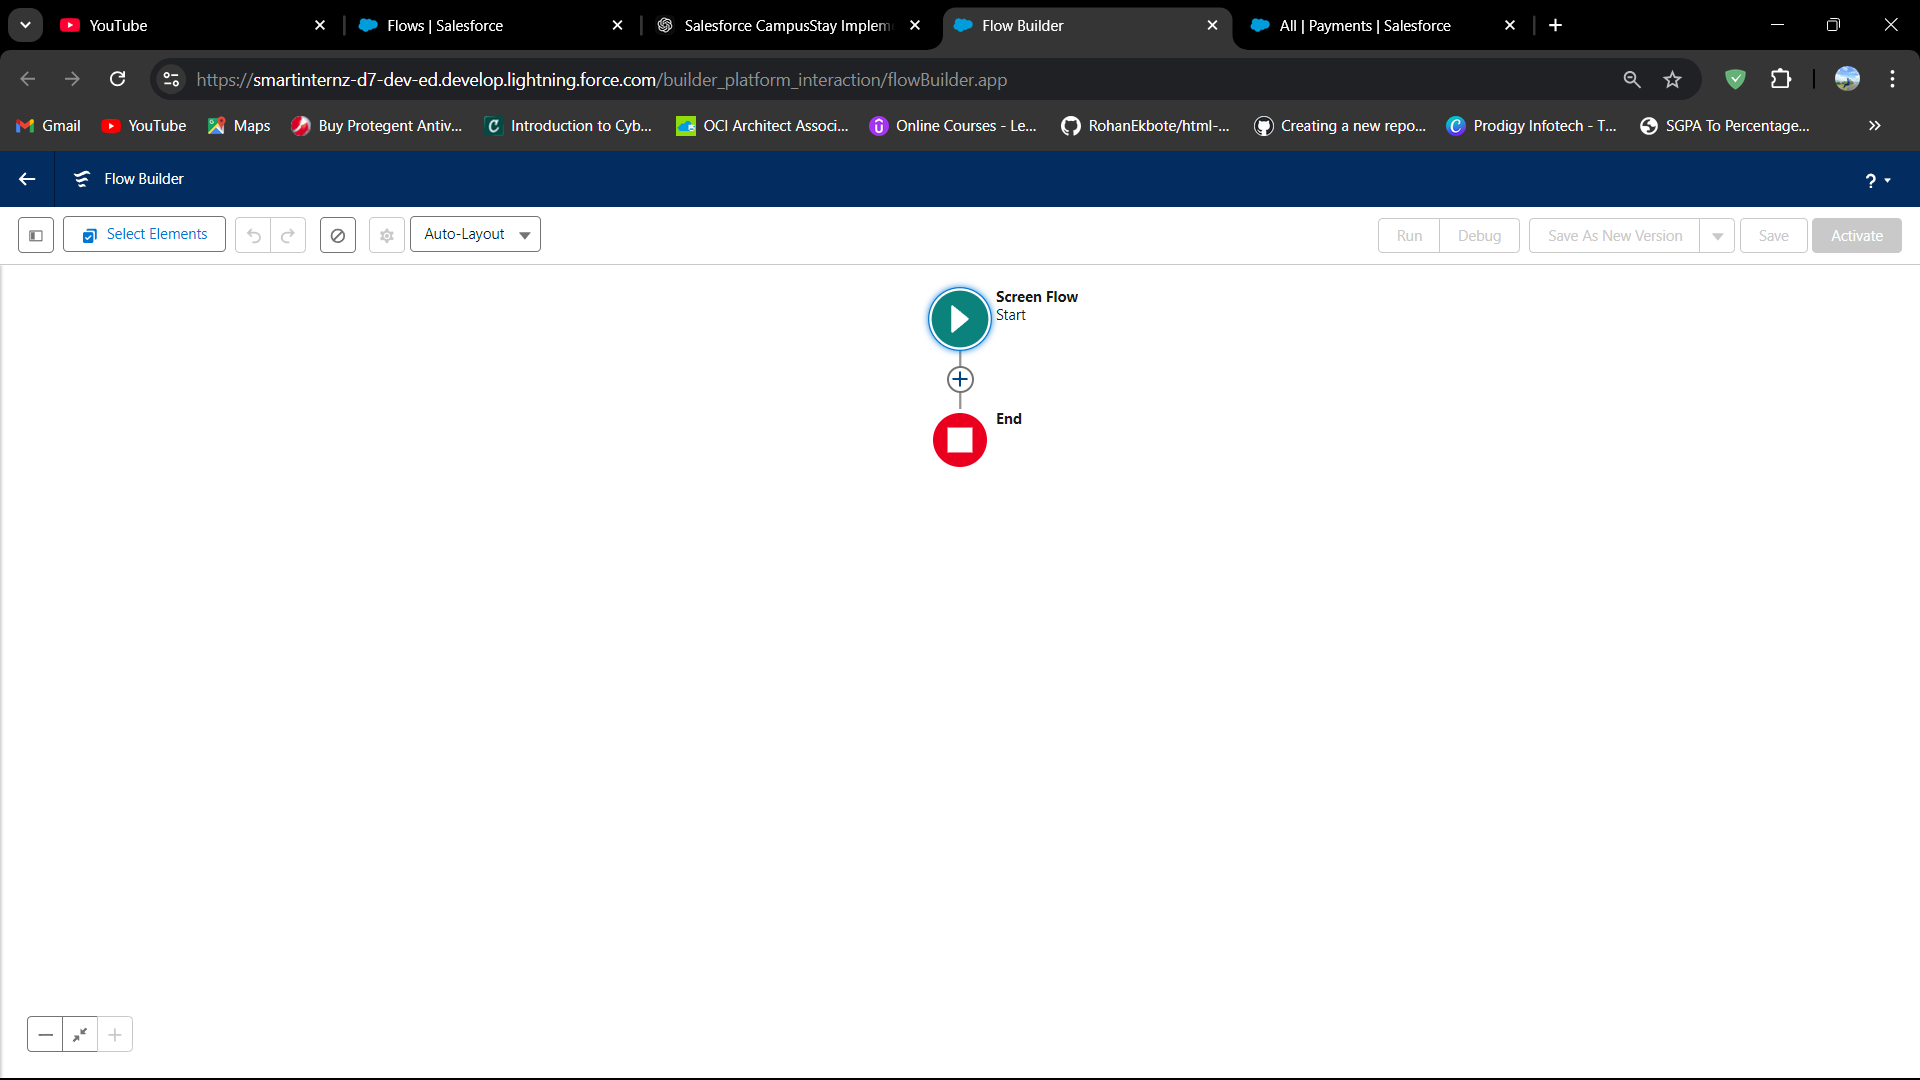 YouTube
Flows | Salesforce
Salesforce CampusStay Implem
Flow Builder
All | Payments | Salesforce
https://smartinternz-d7-dev-ed.develop.lightning.force.com/builder_platform_interaction/flowBuilder.app
Gmail
YouTube
Maps
Buy Protegent Antiv...
Introduction to Cyb...
OCI Architect Associ...
Online Courses - Le...
RohanEkbote/html-...
Creating a new repo...
Prodigy Infotech - T...
SGPA To Percentage...
Flow Builder
?
Select Elements
Auto-Layout
Run
Debug
Save As New Version
Save
Activate
Screen Flow
Start
End